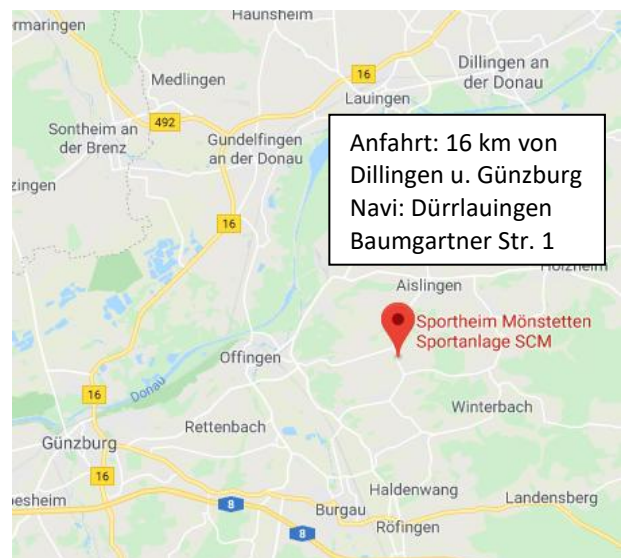 Haunsheim
rmaringen
16
Dillingen an
der Donau
Medlingen
Lauingen
492
Sontheim an
der Brenz
Gundelfingen
an der Donau
Anfahrt: 16 km von
Dillingen u. Günzburg
Navi: Dürrlauingen
Baumgartner Str. 1
zingen
16
Holzheim
Aislingen
Sportheim Mönstetten
Sportanlage SCM
Offingen
Donau
16
Winterbach
Rettenbach
Günzburg
16
Haldenwang
pesheim
8
Landensberg
Burgau
8
Röfingen